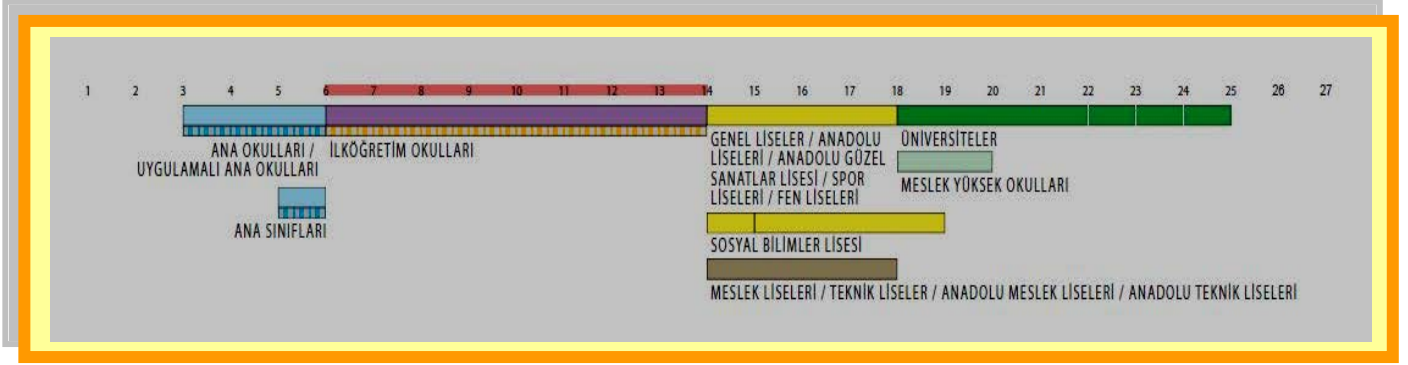 1 2 3 4 5 6 7 8 9 10 11 12 13 14 15 16 17 18 19 20 21 22 23 24 25 26 27
ANA OKULLARI /
UYGULAMALI ANA OKULLARI
İLKÖĞRETİM OKULLARI
GENEL LİSELER / ANADOLU
LİSELERİ / ANADOLU GÜZEL
SANATLAR LİSESİ / SPOR
LİSELERİ / FEN LİSELERİ
ÜNİVERSİTELER
MESLEK YÜKSEK OKULLARI
ANA SINIFLARI
SOSYAL BİLİMLER LİSESİ
MESLEK LİSELERİ / TEKNİK LİSELER / ANADOLU MESLEK LİSELERİ / ANADOLU TEKNİK LİSELERİ